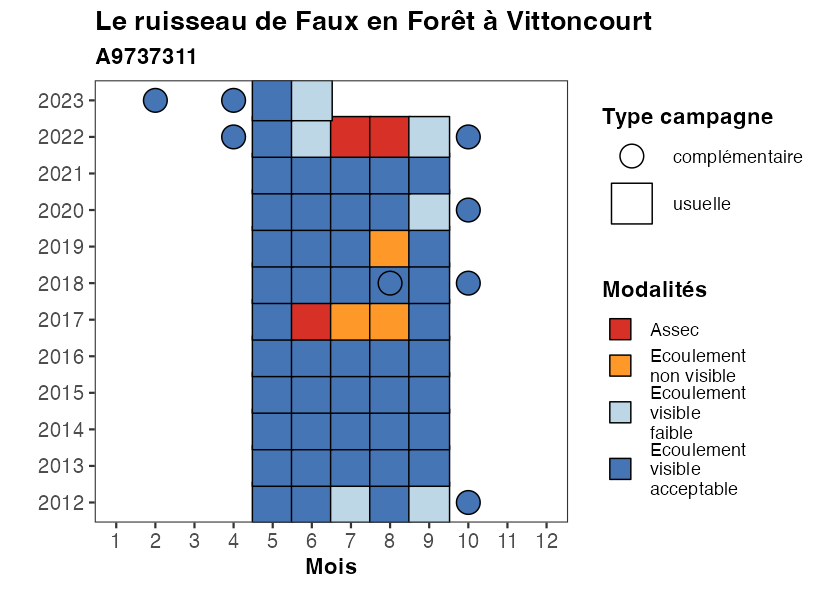 Le ruisseau de Faux en Forêt à Vittoncourt
A9737311
2023
2022
2021
2020
2019
2018
2017
2016
2015
2014
2013
2012
1 2 3 4 5 6 7 8 9 10 11 12
Mois
Type campagne
complémentaire
usuelle
Modalités
Assec
Ecoulement
non visible
Ecoulement
visible
faible
Ecoulement
visible
acceptable